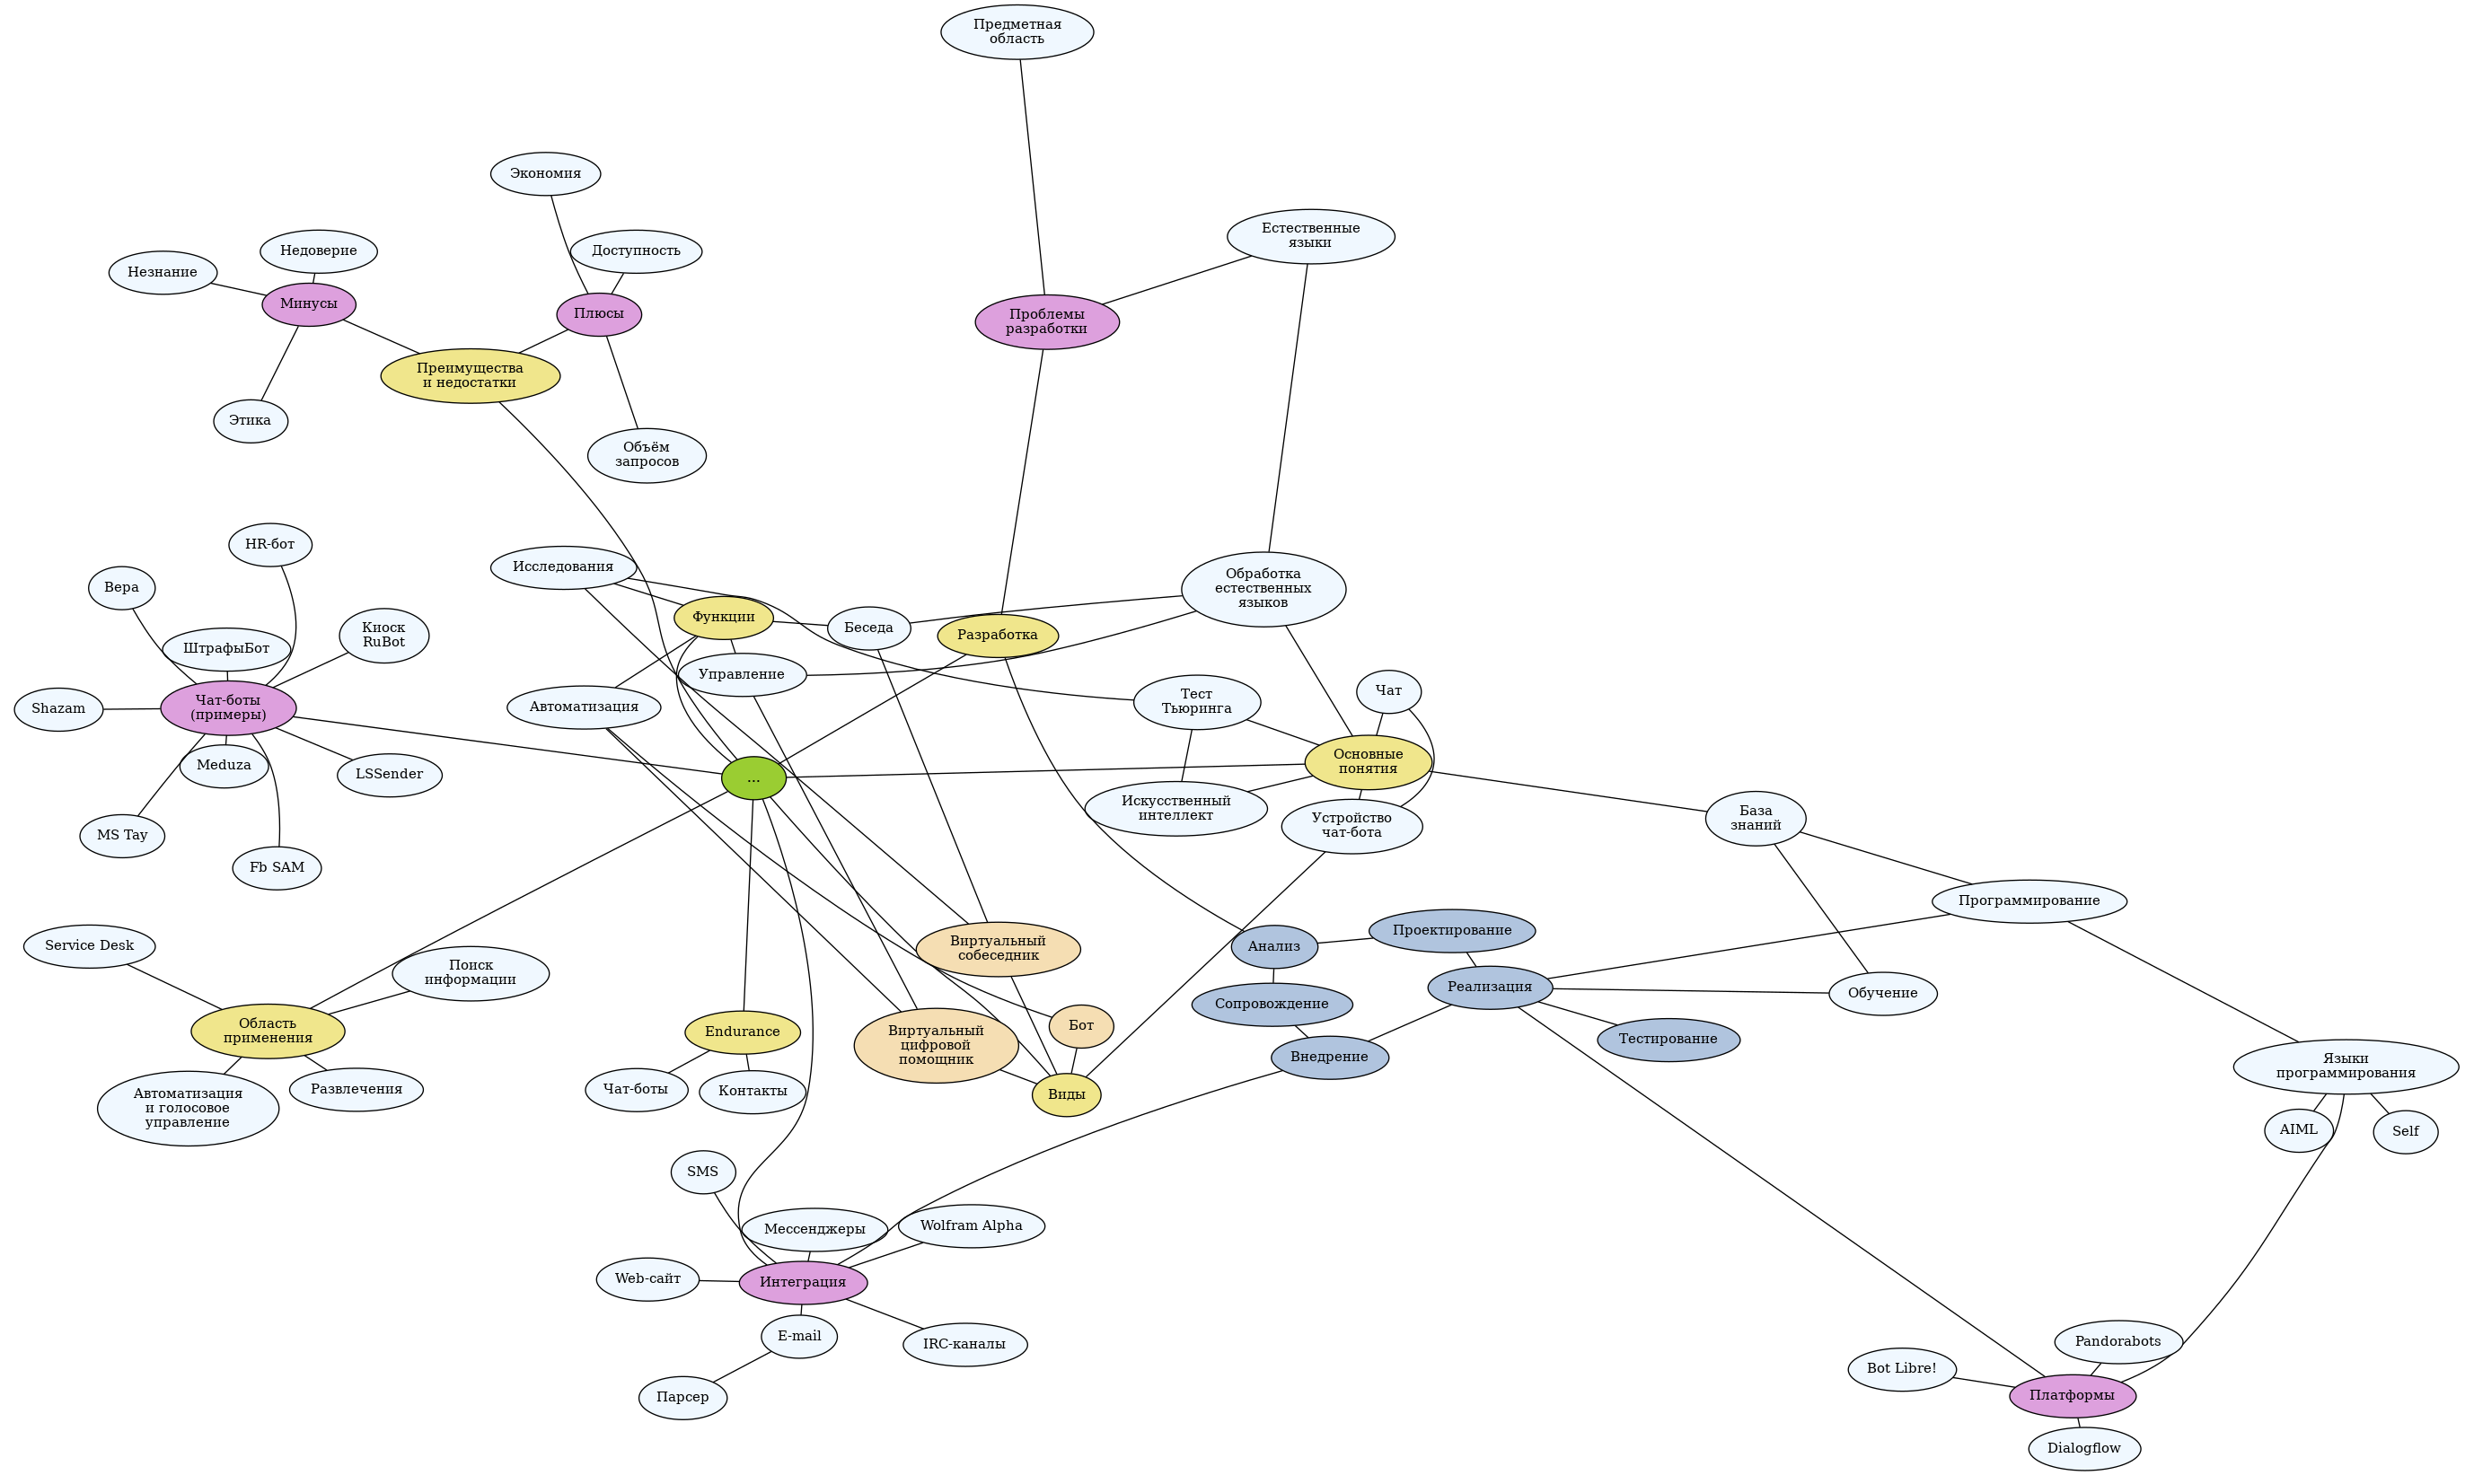 Предметная
область
Экономия
Недоверие
Доступность
Незнание
Естественные
языки
Минусы
Плюсы
Проблемы
разработки
Преимущества
и недостатки
Этика
Объём
запросов
HR-бот
Вера
Исследования
Обработка
естественных
языков
Киоск
RuBot
ШтрафыБот
Функции
Беседа
Разработка
Управление
Чат-боты
(примеры)
Shazam
Автоматизация
Тест
Тьюринга
Чат
Meduza
LSSender
...
Основные
понятия
MS Tay
Искусственный
интеллект
Устройство
чат-бота
База
знаний
Fb SAM
Программирование
Service Desk
Поиск
информации
Виртуальный
собеседник
Анализ
Проектирование
Реализация
Обучение
Сопровождение
Область
применения
Endurance
Виртуальный
цифровой
помощник
Бот
Внедрение
Тестирование
Языки
программирования
Автоматизация
и голосовое
управление
Развлечения
Чат-боты
Контакты
Виды
AIML
Self
SMS
Мессенджеры
Wolfram Alpha
Web-сайт
Интеграция
E-mail
IRC-каналы
Pandorabots
Bot Libre!
Парсер
Платформы
Dialogflow